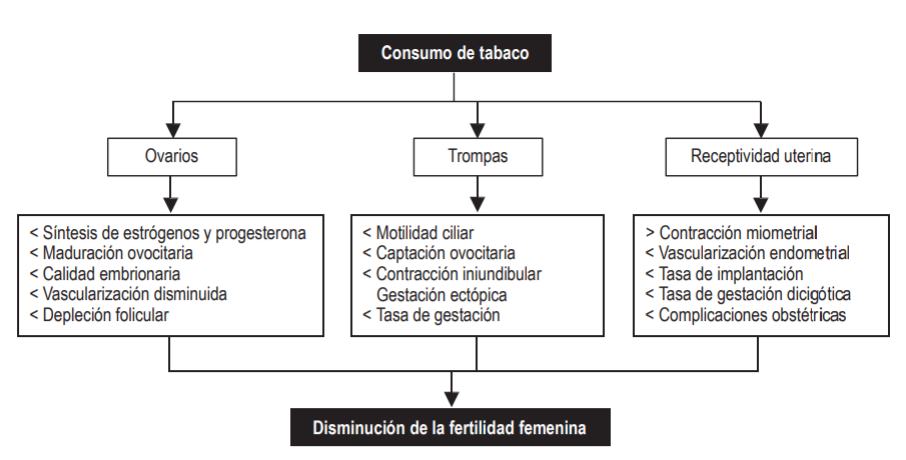 Consumo de tabaco
Ovarios
Trompas
Receptividad uterina
< Síntesis de estrógenos y progesterona
< Maduración ovocitaria
< Calidad embrionaria
< Vascularización disminuida
< Depleción folicular
< Motilidad ciliar
< Captación ovocitaria
< Contracción iniundibular
Gestación ectópica
< Tasa de gestación
> Contracción miometrial
< Vascularización endometrial
< Tasa de implantación
< Tasa de gestación dicigótica
< Complicaciones obstétricas
Disminución de la fertilidad femenina